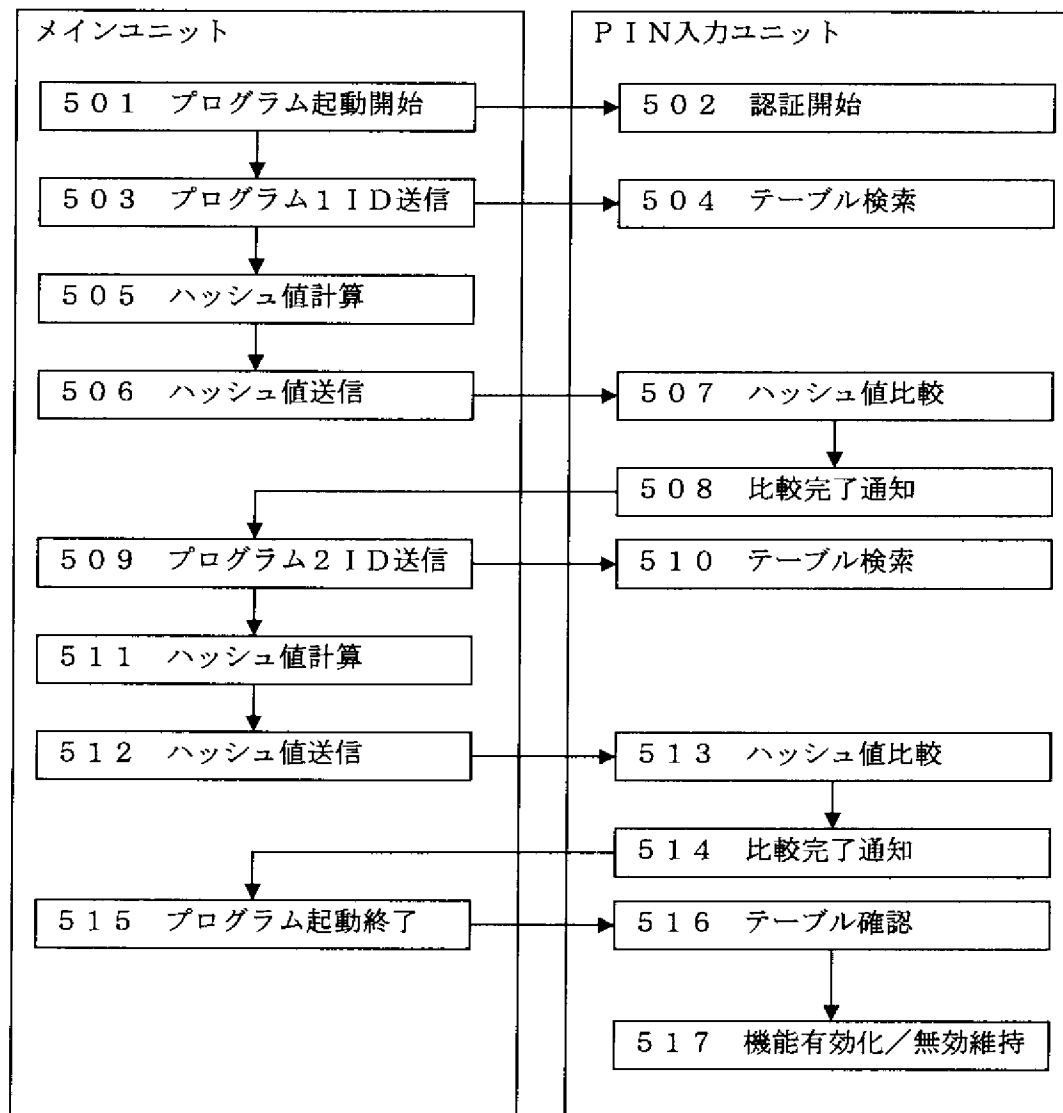 メインユニット
ＰＩＮ入力ユニット
５０１　プログラム起動開始
５０２　認証開始
５０３　プログラム１ＩＤ送信
５０４　テーブル検索
５０５　ハッシュ値計算
５０６　ハッシュ値送信
５０７　ハッシュ値比較
５０８　比較完了通知
５０９　プログラム２ＩＤ送信
５１０　テーブル検索
５１１　ハッシュ値計算
５１２　ハッシュ値送信
５１３　ハッシュ値比較
５１４　比較完了通知
５１５　プログラム起動終了
５１６　テーブル確認
５１７　機能有効化／無効維持